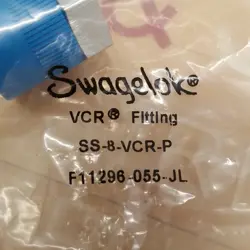 Swagelok®
VCR® Fitting
SS-8-VCR-P
F11296-055-JL